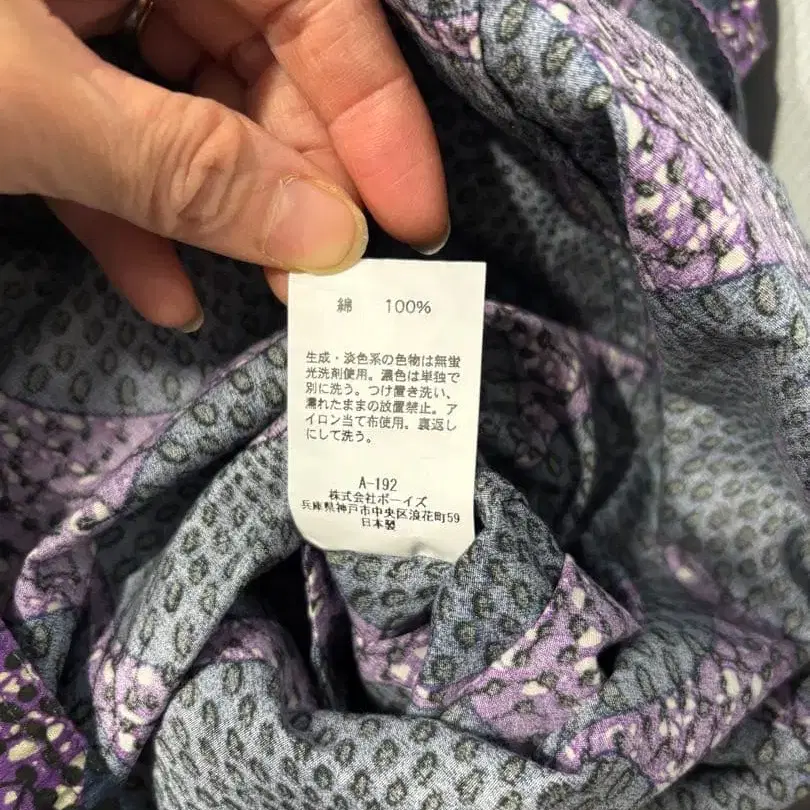 綿 100%
生成・淡色系の色物は無蛍
光洗剤使用。濃色は単独で
別に洗う。つけ置き洗い、
濡れたままの放置禁止。ア
イロン当て布使用。裏返し
にして洗う。
A-192
株式会社ボーイズ
兵庫県神戸市中央区浪花町59
日本製